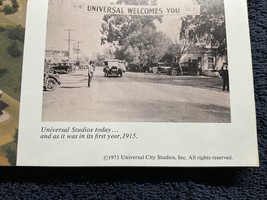 UNIVERSAL WELCOMES YOU
Universal Studios today...
and as it was in its first year, 1915.
©1973 Universal City Studios, Inc. All rights reserved.